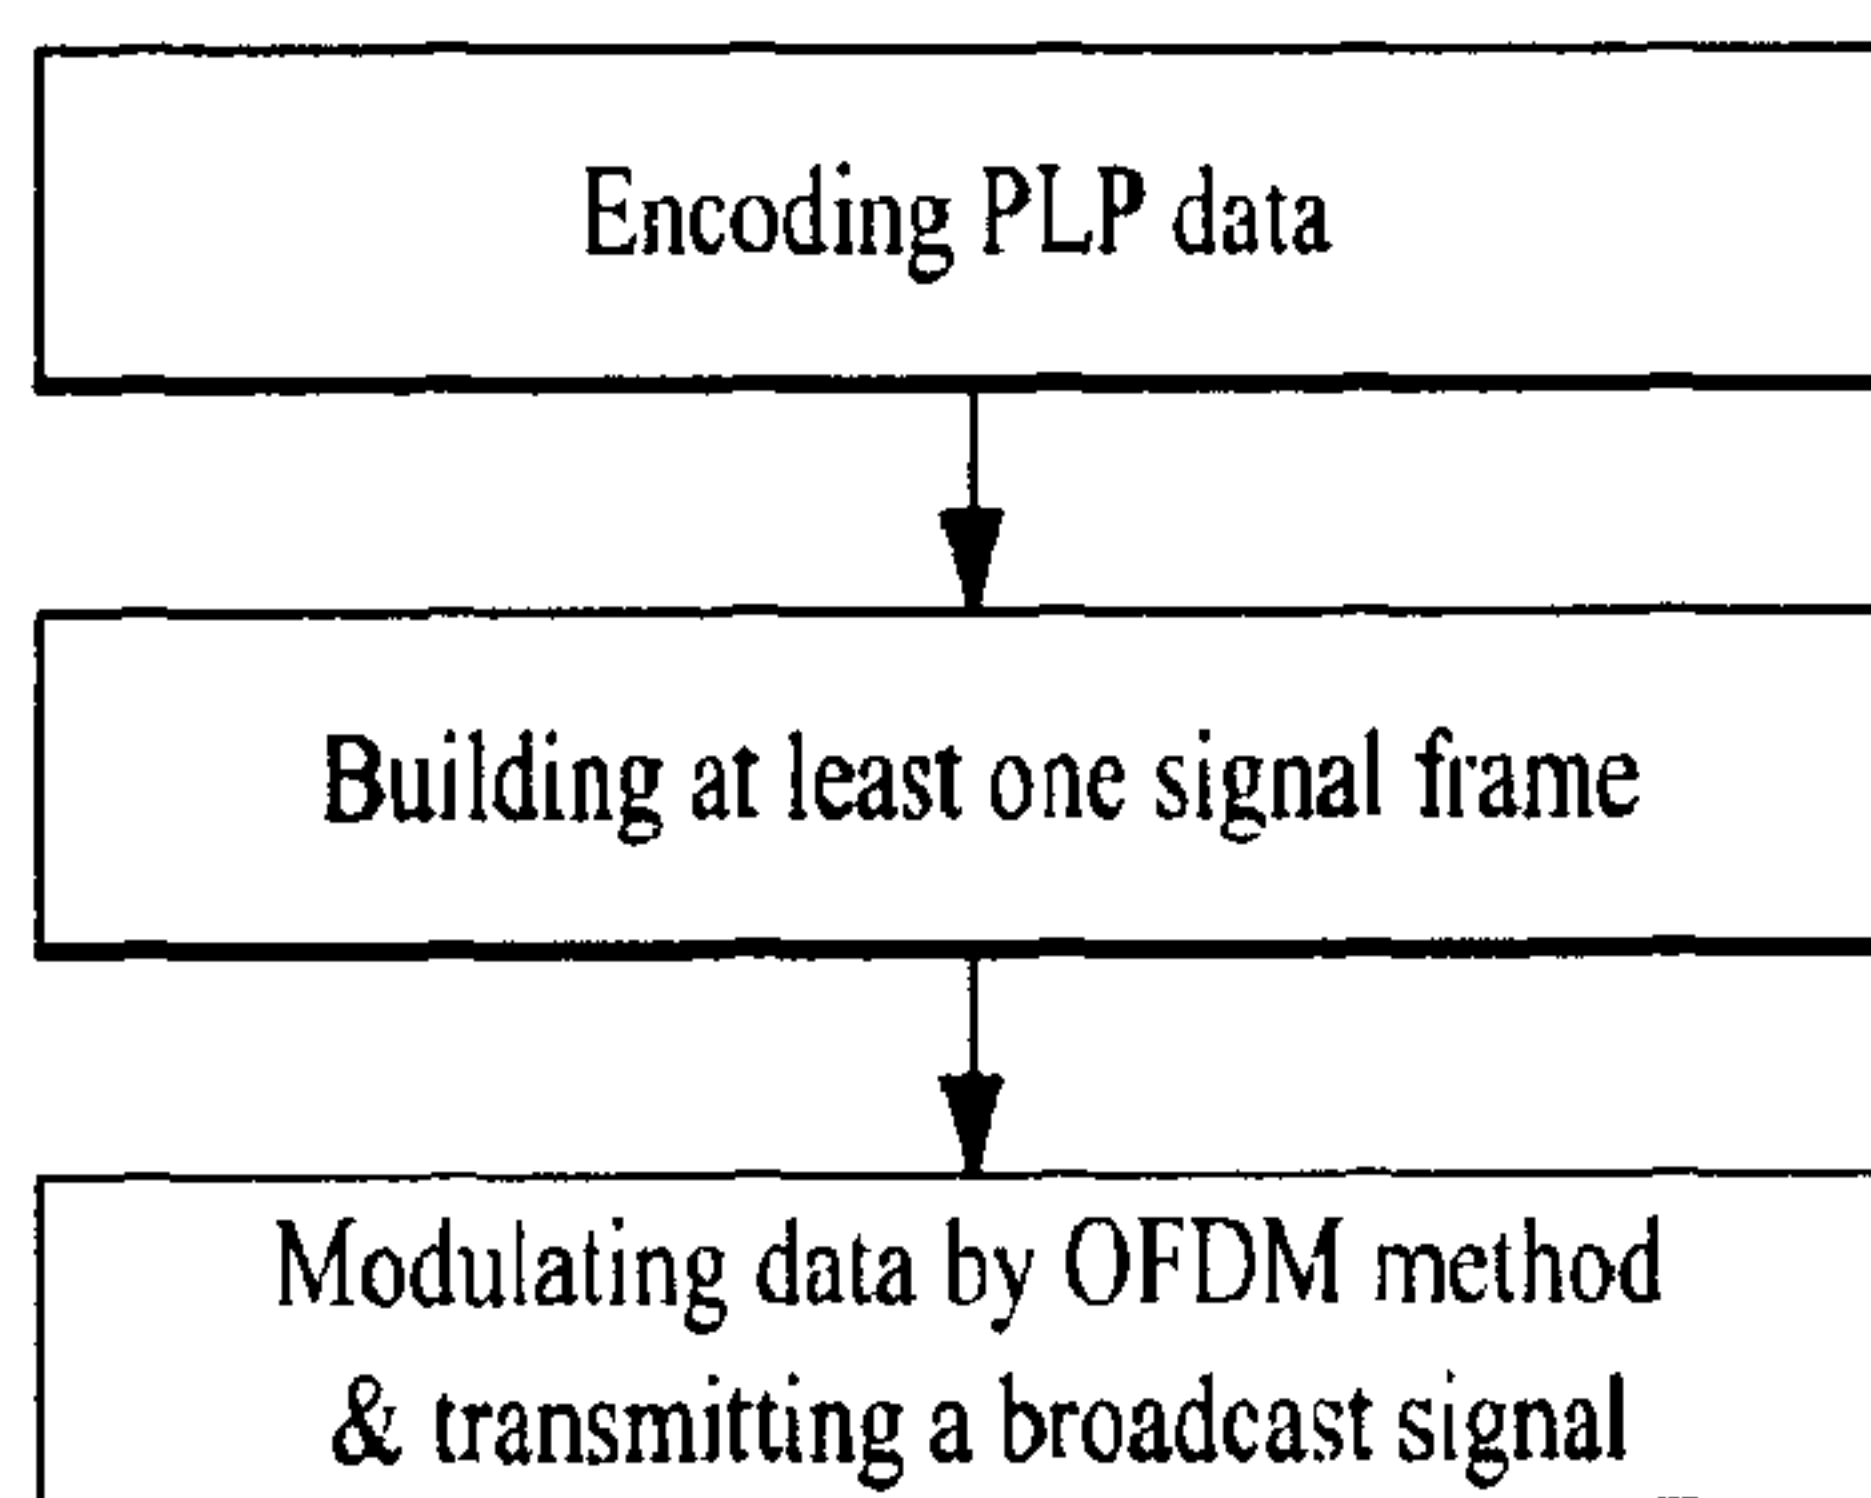 Encoding PLP data
Building at least one signal frame
Modulating data by OFDM method
& transmitting a broadcast signal